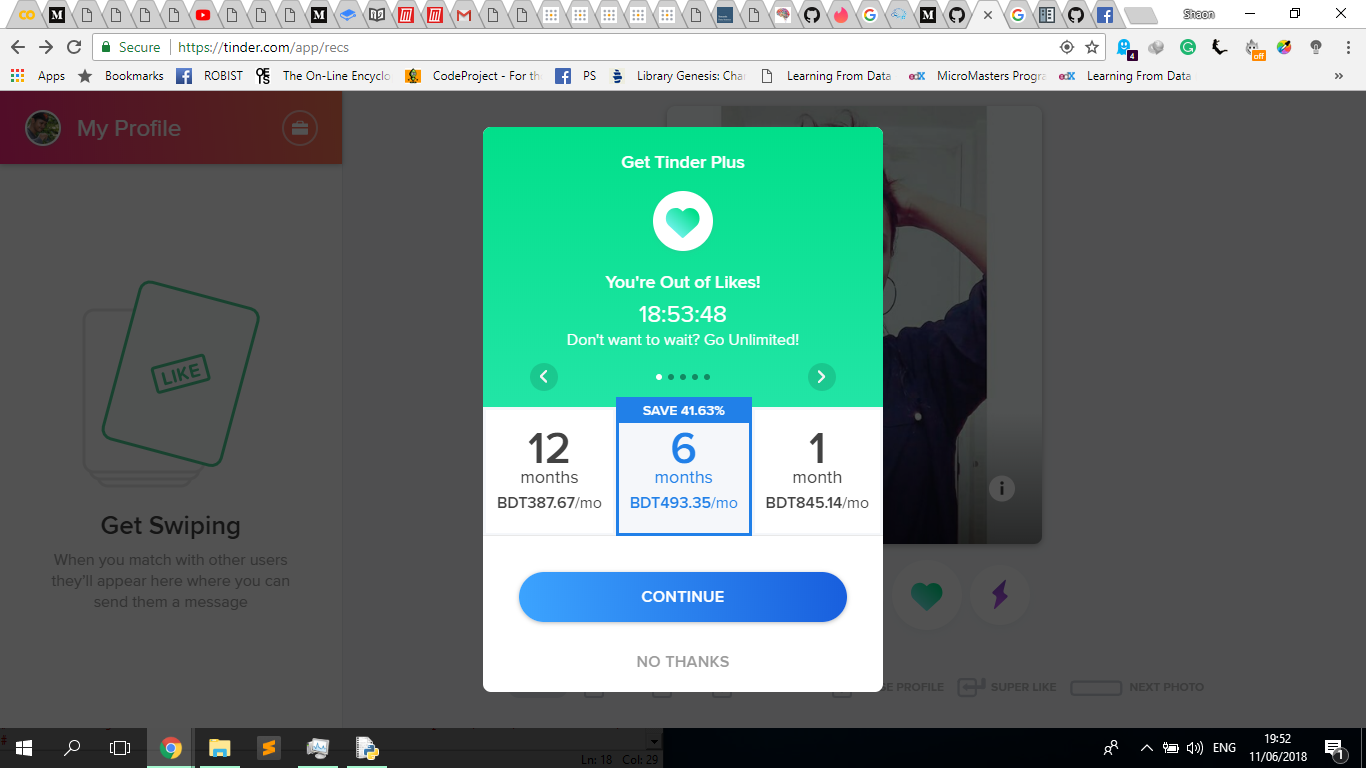 Shaon
Secure
https://tinder.com/app/recs
4
off
Apps
Bookmarks
ROBIST
The On-Line Encyclo
CodeProject - For th
PS
Library Genesis: Cha
Learning From Data
MicroMasters Progra
Learning From Data
»
My Profile
Get Tinder Plus
You're Out of Likes!
18:53:48
Don't want to wait? Go Unlimited!
SAVE 41.63%
12
months
BDT387.67/mo
6
months
BDT493.35/mo
1
month
BDT845.14/mo
LIKE
Get Swiping
When you match with other users
they'll appear here where you can
send them a message
CONTINUE
NO THANKS
PROFILE
SUPER LIKE
NEXT PHOTO
#
Ln: 18 Col: 29
ENG
19:52
11/06/2018
1